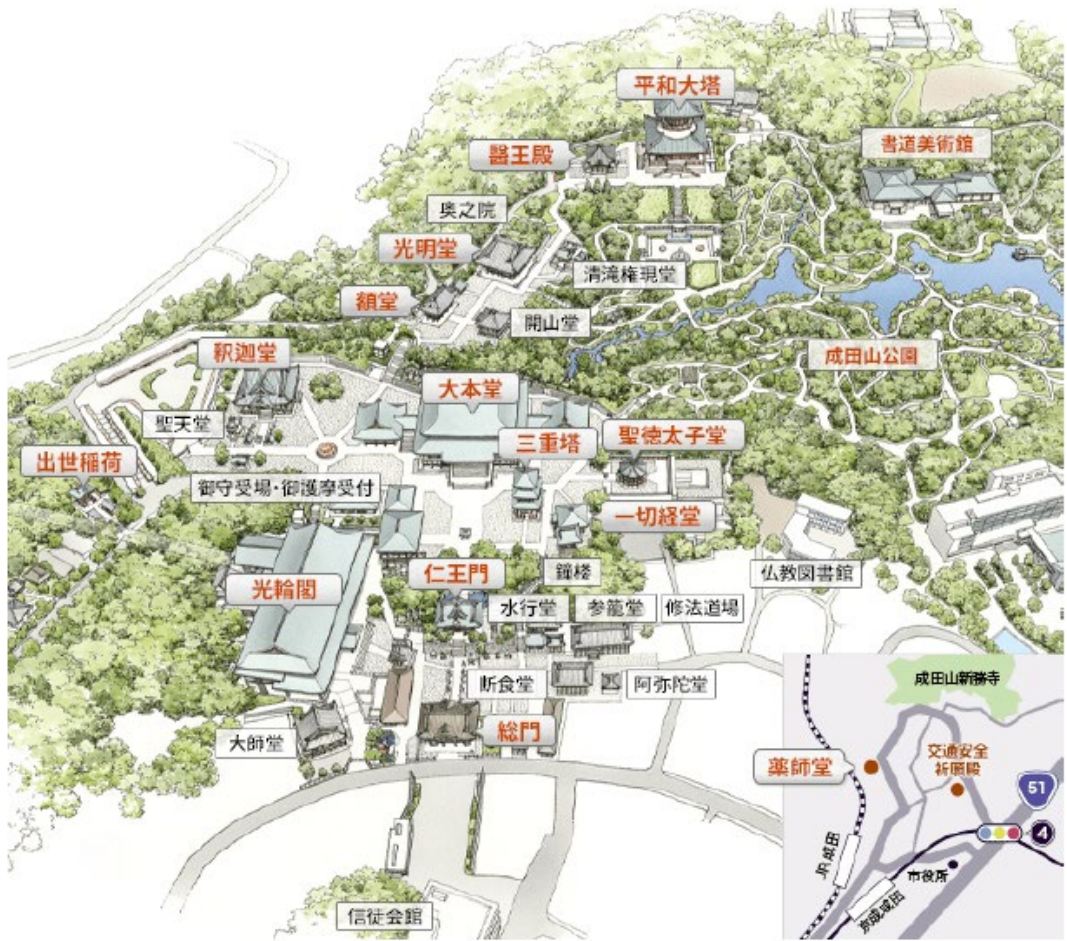 平和大塔
醫王殿
書道美術館
奥之院
光明堂
清滝権現堂
額堂
開山堂
釈迦堂
成田山公園
大本堂
聖天堂
三重塔
聖徳太子堂
出世稲荷
御守受場・御護摩受付
一切経堂
光輪閣
仁王門
鐘楼
仏教図書館
水行堂
参籠堂
修法道場
断食堂
阿弥陀堂
大師堂
総門
信徒会館
成田山新勝寺
薬師堂
交通安全
祈願殿
51
4
JR成田
市役所
京成成田